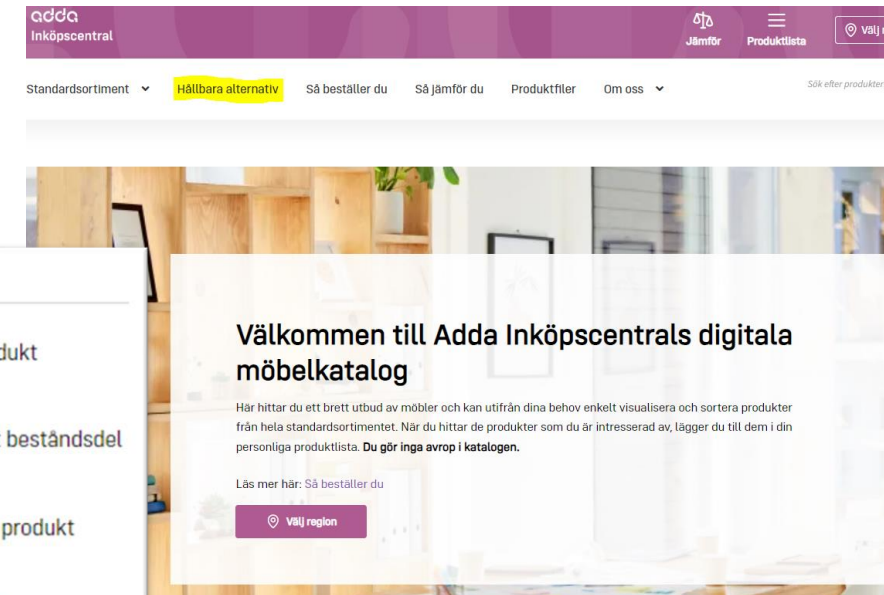 adda
Inköpscentral
Jämför
Produktlista
Välj
Standardsortiment
Hållbara alternativ
Så beställer du
Så jämför du
Produktfiler
Om oss
Sök efter produkter
Välkommen till Adda Inköpscentrals digitala
möbelkatalog
Här hittar du ett brett utbud av möbler och kan utifrån dina behov enkelt visualisera och sortera produkter
från hela standardsortimentet. När du hittar de produkter som du är intresserad av, lägger du till dem i din
personliga produktlista. Du gör inga avrop i katalogen.
Läs mer här: Så beställer du
Välj region
beståndsdel
produkt